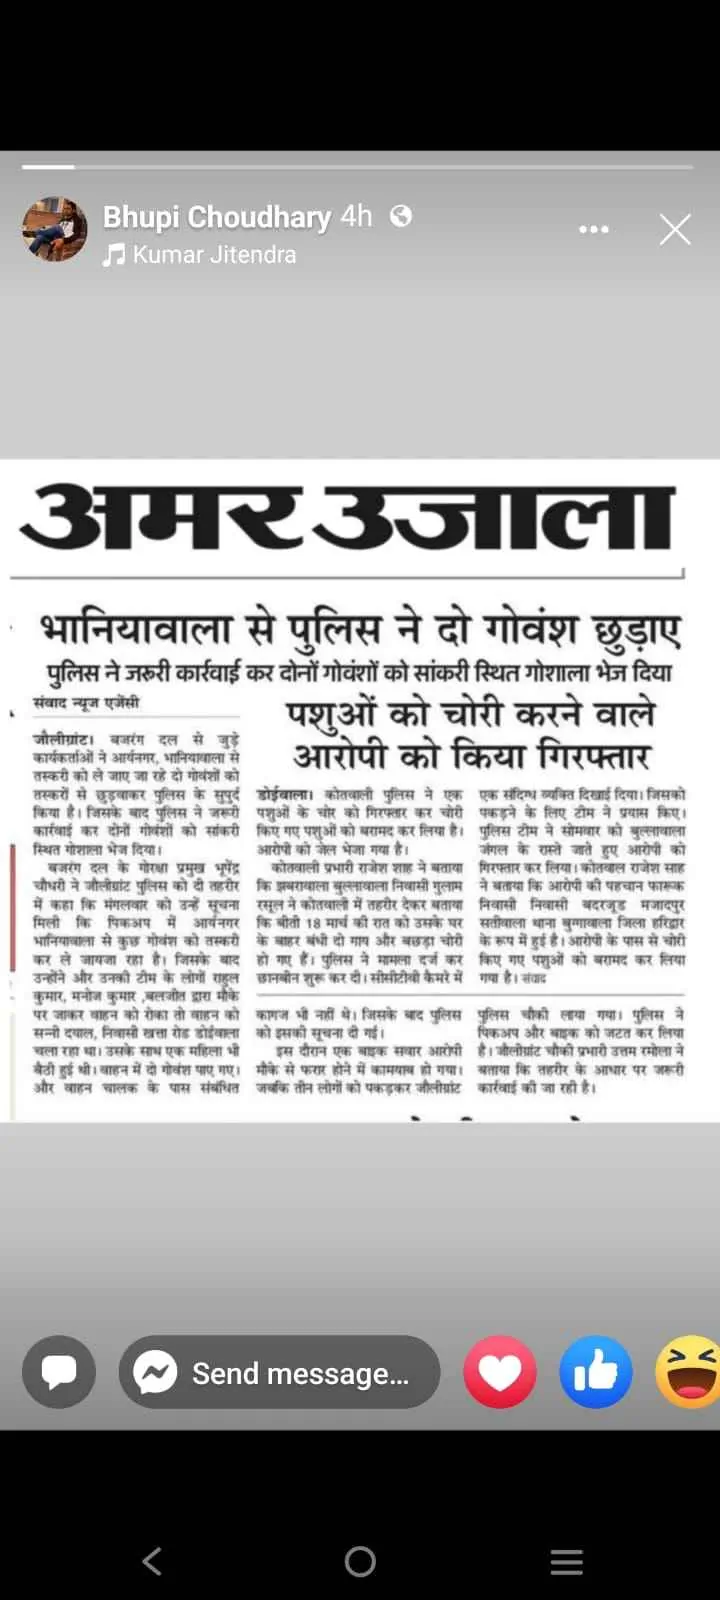 Bhupi Choudhary 4h
Kumar Jitendra
अमर उजाला
भानियावाला से पुलिस ने दो गोवंश छुड़ाए
पुलिस ने जरूरी कार्रवाई कर दोनों गोवंशों को सांकरी स्थित गोशाला भेज दिया
संवाद न्यूज एजेंसी
जौलीग्रांट। बजरंग दल से जुड़े
कार्यकर्ताओं ने आर्यनगर, भानियावाला से
तस्करी को ले जाए जा रहे दो गोवंशों को
तस्करों से छुड़वाकर पुलिस के सुपुर्द
किया है। जिसके बाद पुलिस ने जरूरी
कार्रवाई कर दोनों गोवंशों को सांकरी
स्थित गोशाला भेज दिया।
बजरंग दल के गोरक्षा प्रमुख भूपेंद्र
चौधरी ने जौलीग्रांट पुलिस को दी तहरीर
में कहा कि मंगलवार को उन्हें सूचना
मिली कि पिकअप में आर्यनगर
भानियावाला से कुछ गोवंश को तस्करी
कर ले जायजा रहा है। जिसके बाद
उन्होंने और उनकी टीम के लोगों राहुल
कुमार, मनोज कुमार ,बलजीत द्वारा मौके
पर जाकर वाहन को रोका तो वाहन को
सन्नी दयाल, निवासी खत्ता रोड डोईवाला
चला रहा था। उसके साथ एक महिला भी
बैठी हुई थी। वाहन में दो गोवंश पाए गए।
और वाहन चालक के पास संबंधित
कागज भी नहीं थे। जिसके बाद पुलिस
को इसकी सूचना दी गई।
इस दौरान एक बाइक सवार आरोपी
मौके से फरार होने में कामयाब हो गया।
जबकि तीन लोगों को पकड़कर जौलीग्रांट
पुलिस चौकी लाया गया। पुलिस ने
पिकअप और बाइक को जटत कर लिया
है। जौलीग्रांट चौकी प्रभारी उत्तम रमोला ने
बताया कि तहरीर के आधार पर जरूरी
कार्रवाई की जा रही है।
पशुओं को चोरी करने वाले
आरोपी को किया गिरफ्तार
डोईवाला। कोतवाली पुलिस ने एक
पशुओं के चोर को गिरफ्तार कर चोरी
किए गए पशुओं को बरामद कर लिया है।
आरोपी को जेल भेजा गया है।
कोतवाली प्रभारी राजेश शाह ने बताया
कि झबरावाला बुल्लावाला निवासी गुलाम
रसूल ने कोतवाली में तहरीर देकर बताया
कि बीती 18 मार्च की रात को उसके घर
के बाहर बंधी दो गाय और बछड़ा चोरी
हो गए हैं। पुलिस ने मामला दर्ज कर
छानबीन शुरू कर दी। सीसीटीवी कैमरे में
एक संदिग्ध व्यक्ति दिखाई दिया। जिसको
पकड़ने के लिए टीम ने प्रयास किए।
पुलिस टीम ने सोमवार को बुल्लावाला
जंगल के रास्ते जाते हुए आरोपी को
गिरफ्तार कर लिया। कोतवाल राजेश साह
ने बताया कि आरोपी की पहचान फारूक
निवासी निवासी बदरजूड मजादपुर
सतीवाला थाना बुग्गावाला जिला हरिद्वार
के रूप में हुई है। आरोपी के पास से चोरी
किए गए पशुओं को बरामद कर लिया
गया है। संवाद
Send message...